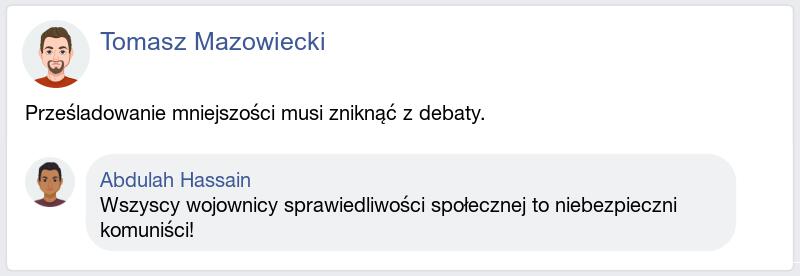 Tomasz Mazowiecki
Prześladowanie mniejszości musi zniknąć z debaty.
Abdulah Hassain
Wszyscy wojownicy sprawiedliwości społecznej to niebezpieczni
komuniści!